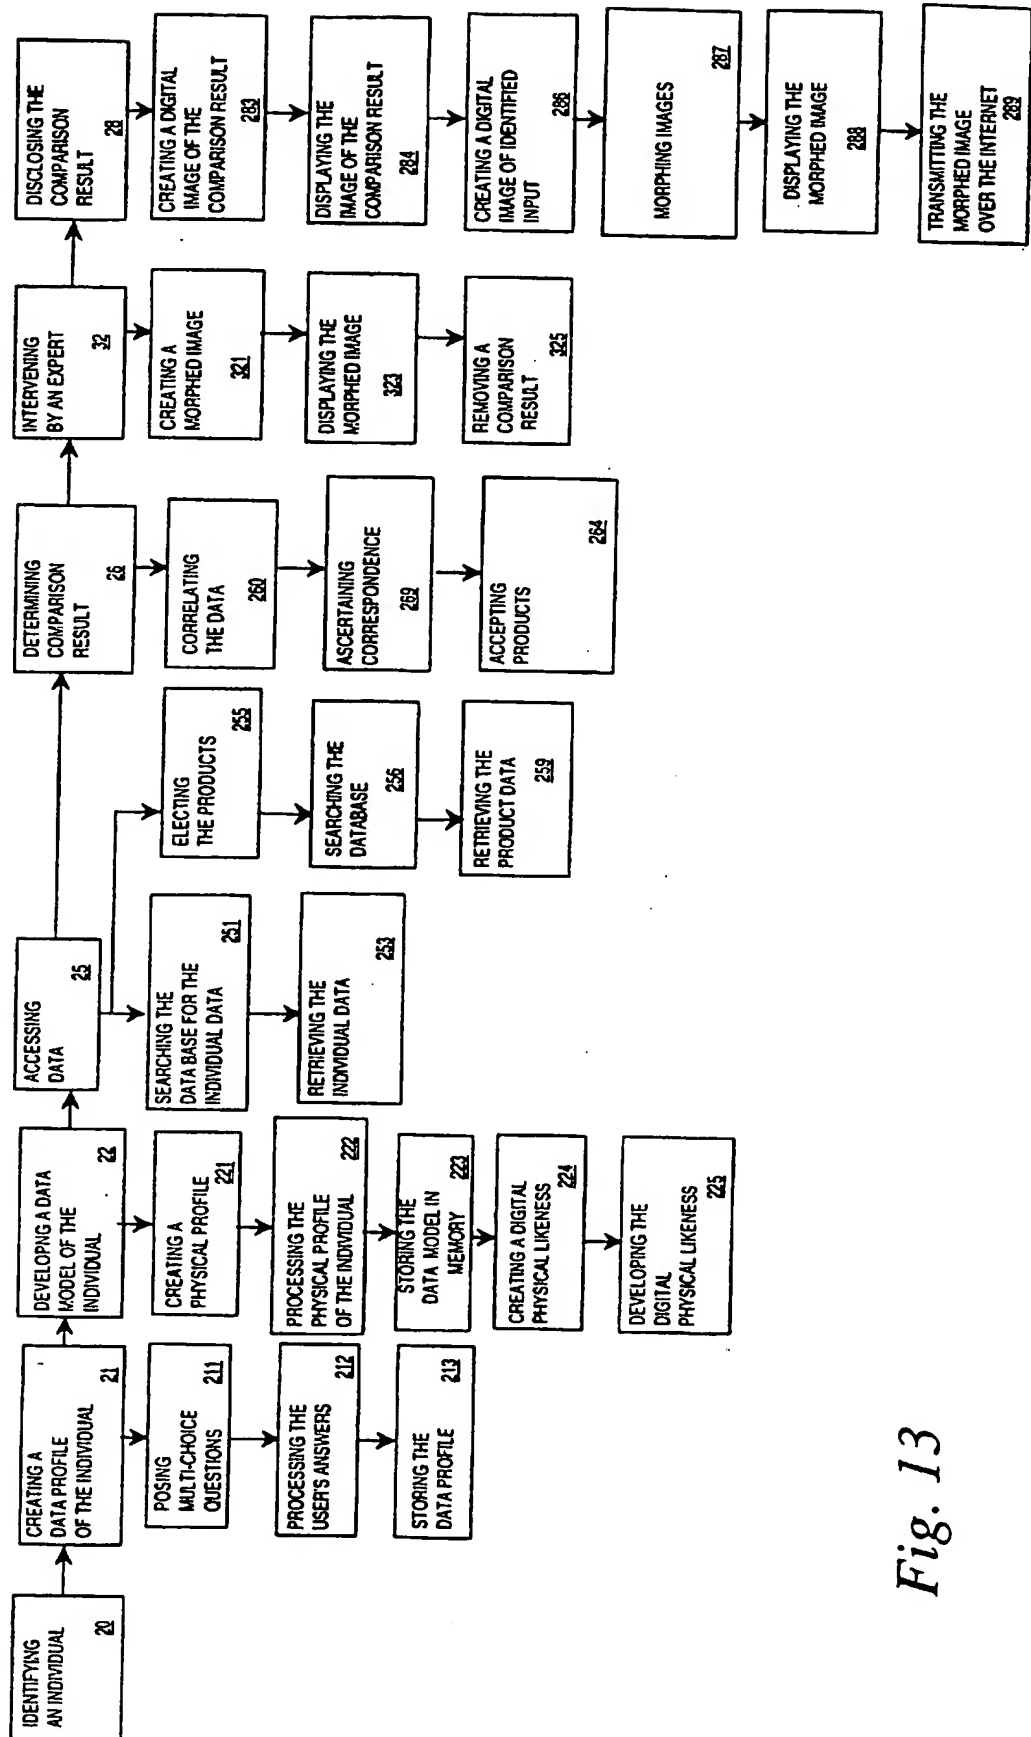 IDENTIFYING
AN INDIVIDUAL
20
CREATING A
DATA PROFILE
OF THE INDIVIDUAL
21
POSING
MULTI-CHOICE
QUESTIONS
211
PROCESSING THE
USER'S ANSWERS
212
STORING THE
DATA PROFILE
213
DEVELOPNG A DATA
MODEL OF THE
INDIVIDUAL
22
CREATING A
PHYSICAL PROFILE
221
PROCESSING THE
PHYSICAL PROFILE
OF THE INDIVIDUAL
222
STORING THE
DATA MODEL IN
MEMORY
223
CREATING A DIGITAL
PHYSICAL LIKENESS
224
DEVELOPING THE
DIGITAL
PHYSICAL LIKENESS
225
ACCESSING
DATA
25
SEARCHING THE
DATA BASE FOR THE
INDIVIDUAL DATA
251
RETRIEVING THE
INDIVIDUAL DATA
253
ELECTING
THE PRODUCTS
255
SEARCHING THE
DATABASE
256
RETRIEVING THE
PRODUCT DATA
259
DETERMINING
COMPARISON
RESULT
26
CORRELATING
THE DATA
260
ASCERTAINING
CORRESPONDENCE
269
ACCEPTING
PRODUCTS
264
INTERVENING
BY AN EXPERT
32
CREATING A
MORPHED IMAGE
321
DISPLAYING THE
MORPHED IMAGE
323
REMOVING A
COMPARISON
RESULT
325
DISCLOSING THE
COMPARISON
RESULT
28
CREATING A DIGITAL
IMAGE OF THE
COMPARISON RESULT
283
DISPLAYING THE
IMAGE OF THE
COMPARISON RESULT
284
CREATING A DIGITAL
IMAGE OF IDENTIFIED
INPUT
286
MORPHING IMAGES
287
DISPLAYING THE
MORPHED IMAGE
288
TRANSMITTING THE
MORPHED IMAGE
OVER THE INTERNET
289
Fig. 13